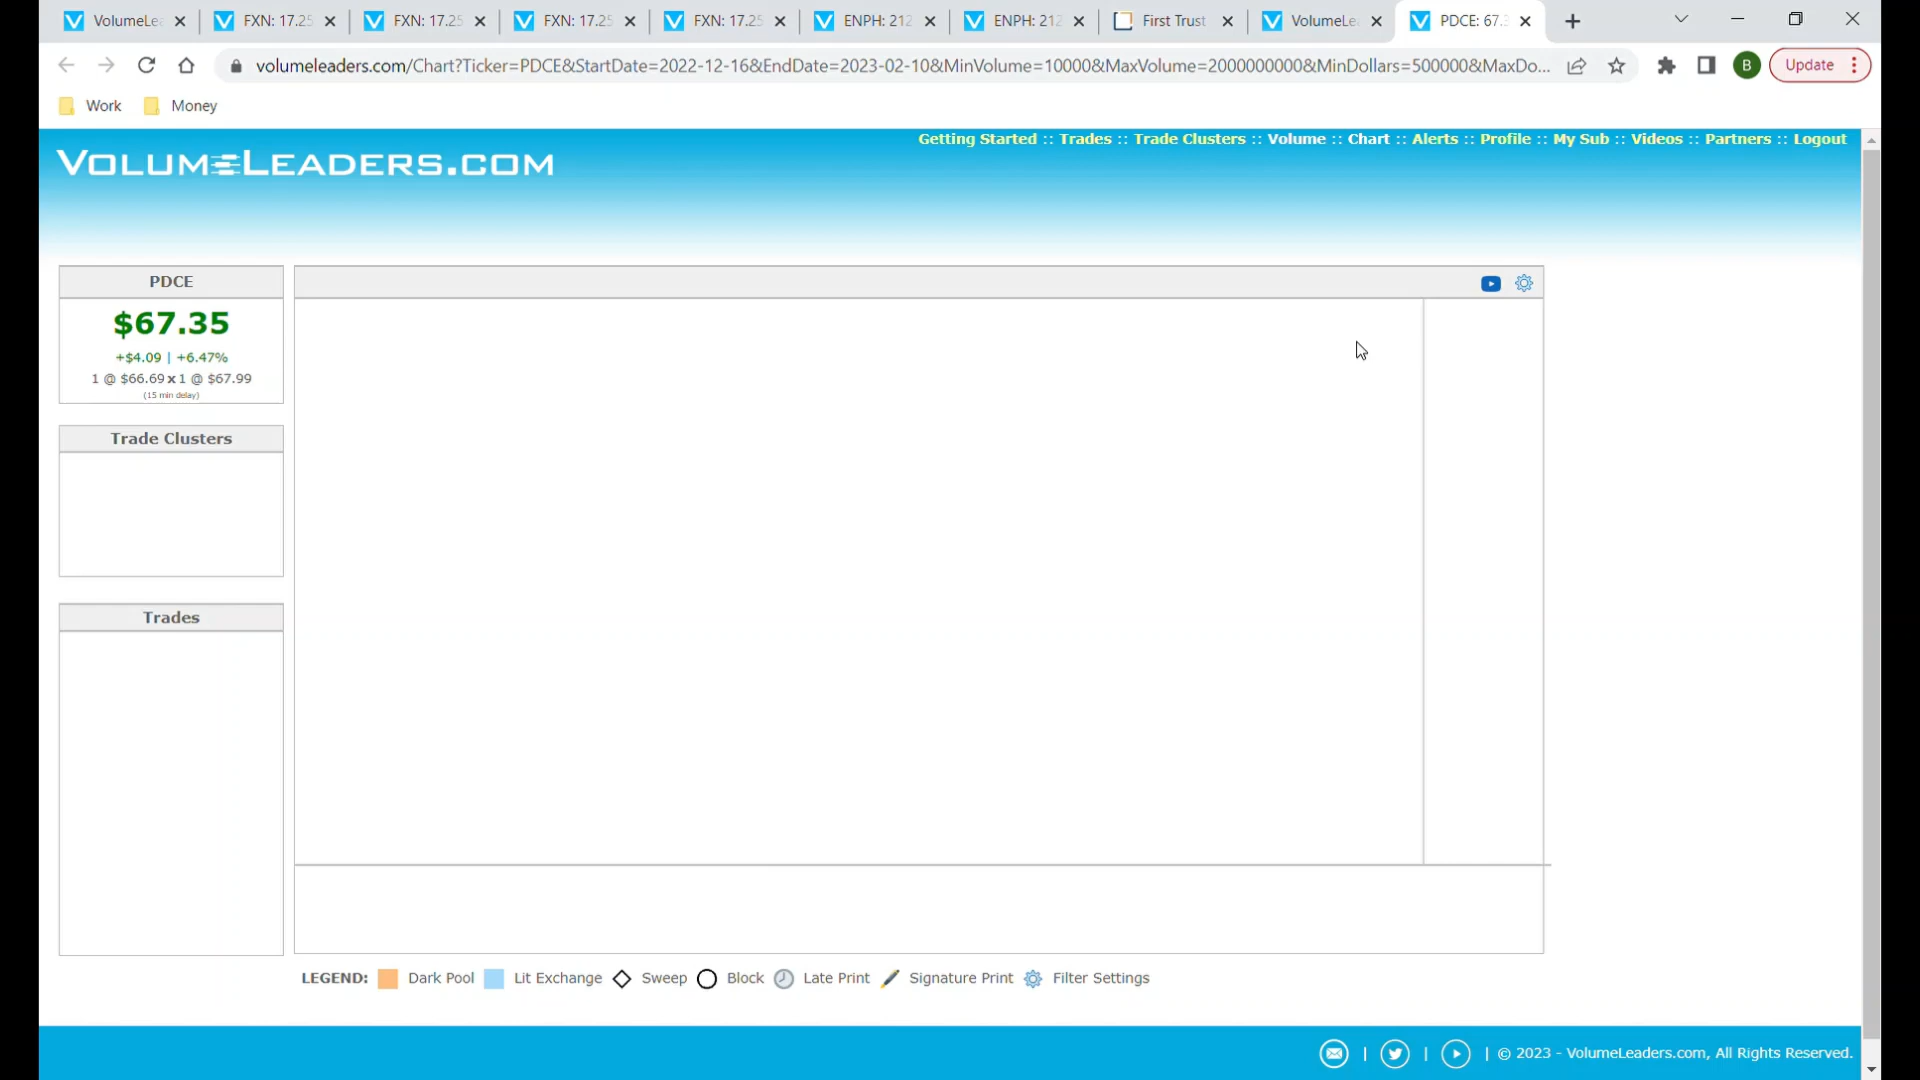 VolumeLea
FXN: 17.25
FXN: 17.25
FXN: 17.25
FXN: 17.25
ENPH: 212
ENPH: 212
First Trust
VolumeLea
PDCE: 67.3
volumeleaders.com/Chart?Ticker=PDCE&StartDate=2022-12-16&EndDate=2023-02-10&MinVolume=10000&MaxVolume=2000000000&MinDollars=500000&MaxDo...
B
Update
Work
Money
Getting Started :: Trades :: Trade Clusters :: Volume :: Chart :: Alerts :: Profile :: My Sub :: Videos :: Partners :: Logout
VOLUMELEADERS.COM
PDCE
$67.35
+$4.09 | +6.47%
1 @ $66.69 x 1 @ $67.99
(15 min delay)
Trade Clusters
Trades
LEGEND: Dark Pool Lit Exchange Sweep Block Late Print Signature Print Filter Settings
| | | © 2023 - VolumeLeaders.com, All Rights Reserved.